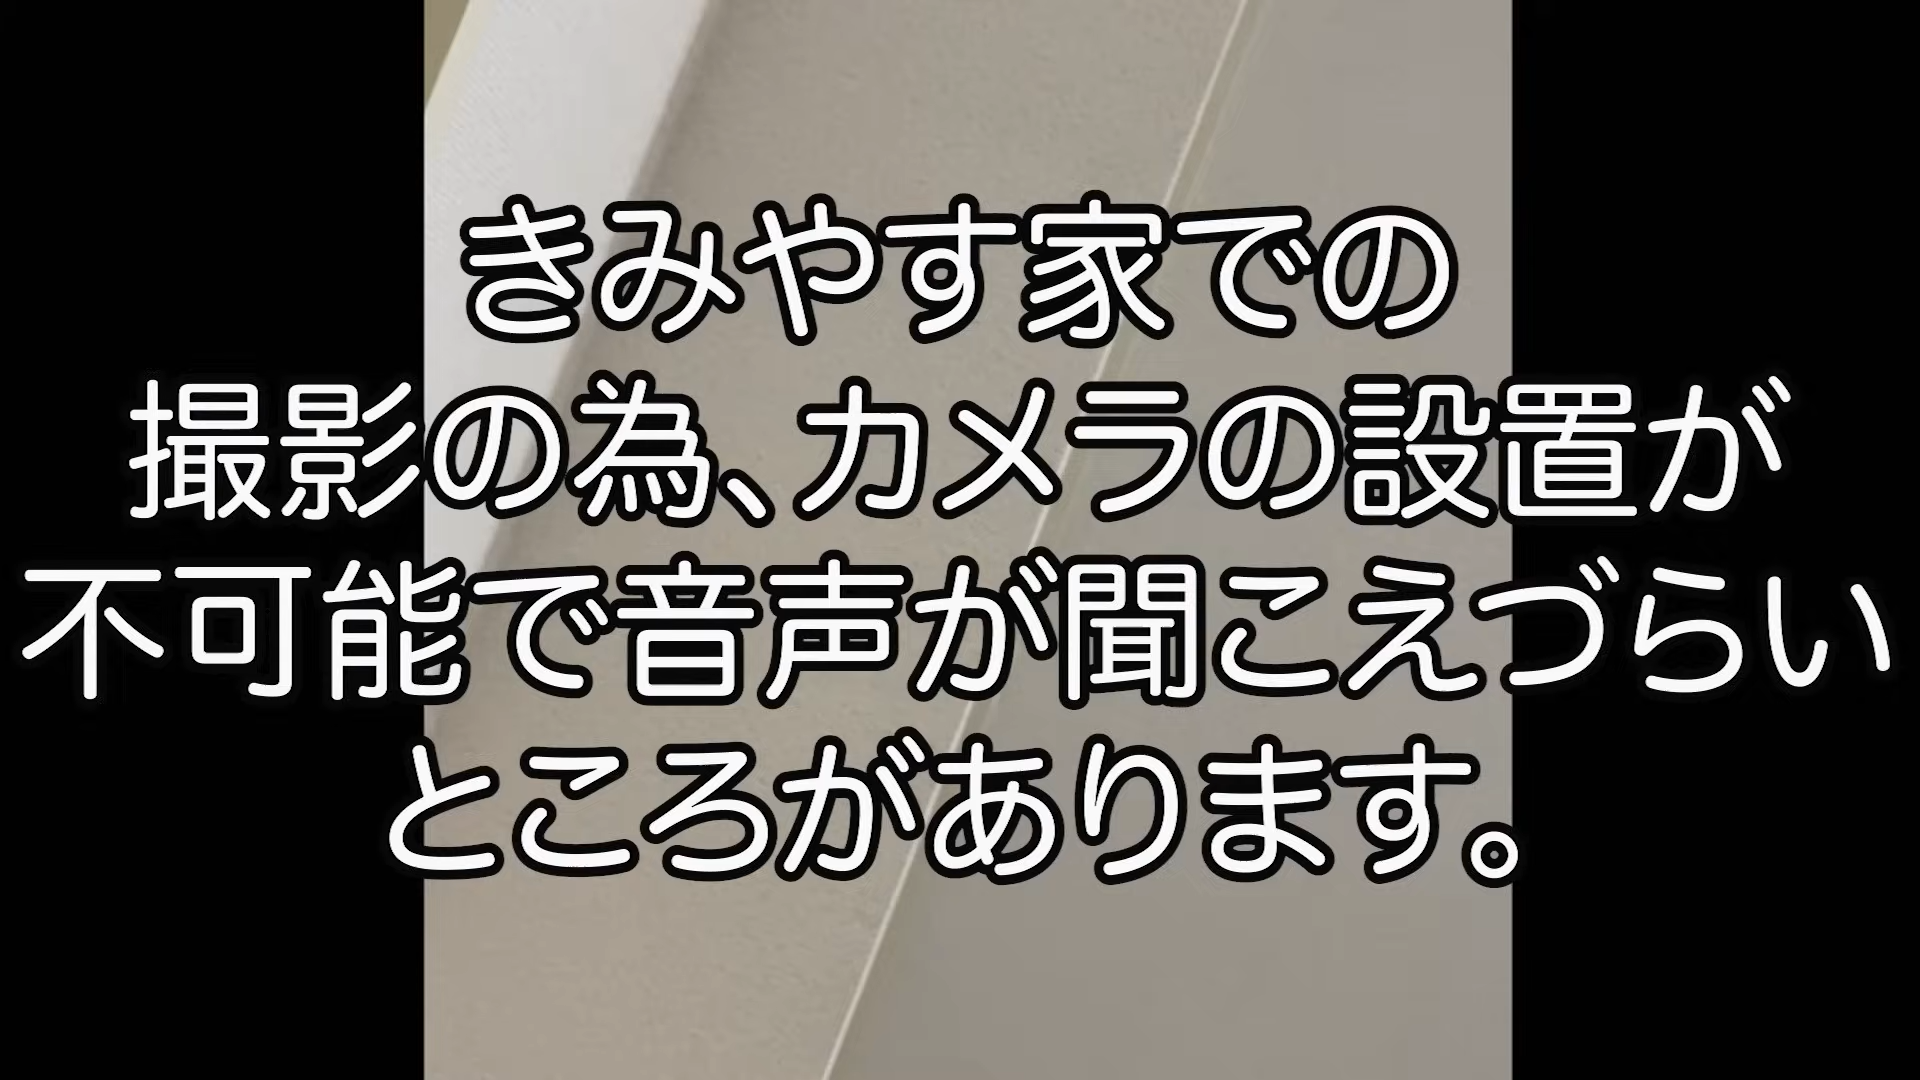 きみやす家での
撮影の為、カメラの設置が
不可能で音声が聞こえづらい
ところがあります。